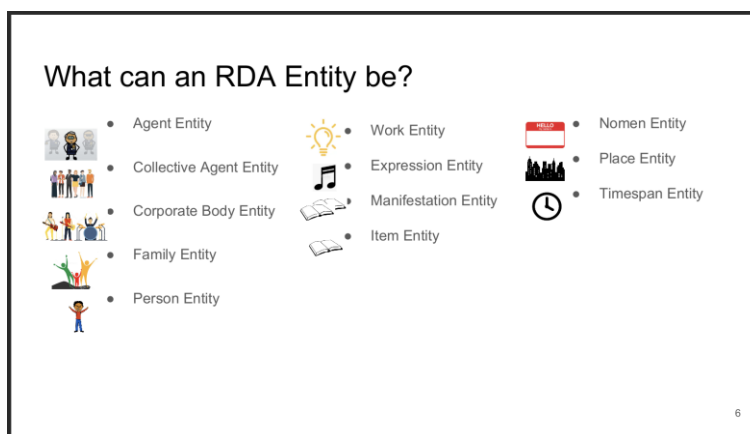 What can an RDA Entity be?
● Agent Entity
● Collective Agent Entity
● Corporate Body Entity
● Family Entity
● Person Entity
● Work Entity
● Expression Entity
● Manifestation Entity
● Item Entity
HELLO
● Nomen Entity
● Place Entity
● Timespan Entity
6